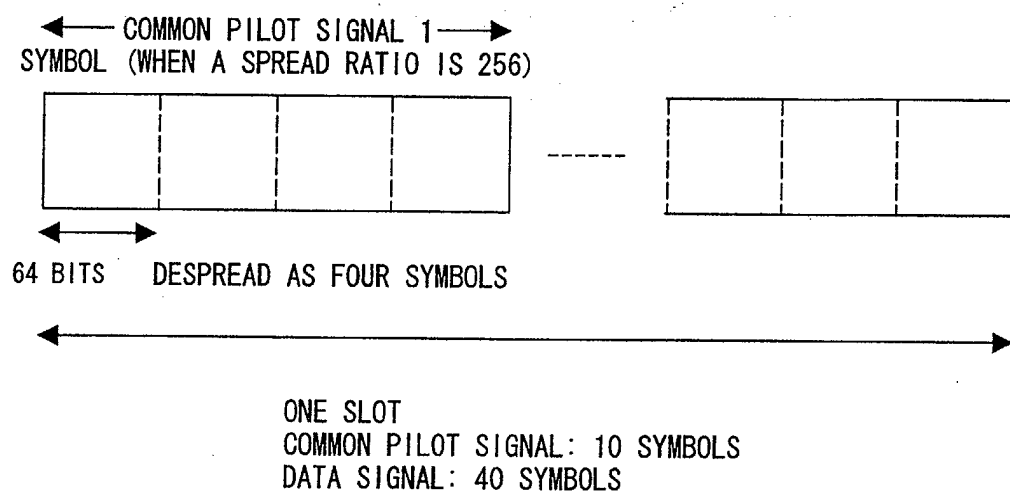 COMMON PILOT SIGNAL 1
SYMBOL (WHEN A SPREAD RATIO IS 256)
64 BITS DESPREAD AS FOUR SYMBOLS
ONE SLOT
COMMON PILOT SIGNAL: 10 SYMBOLS
DATA SIGNAL: 40 SYMBOLS